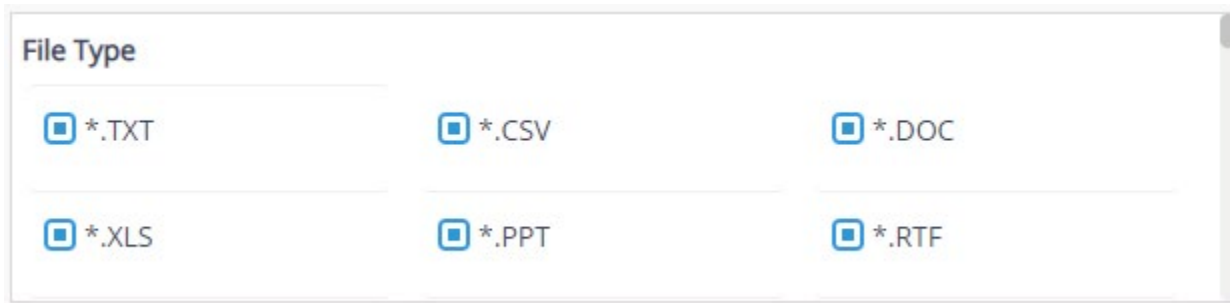 File Type
*.TXT *.CSV *.DOC
*.XLS *.PPT *.RTF